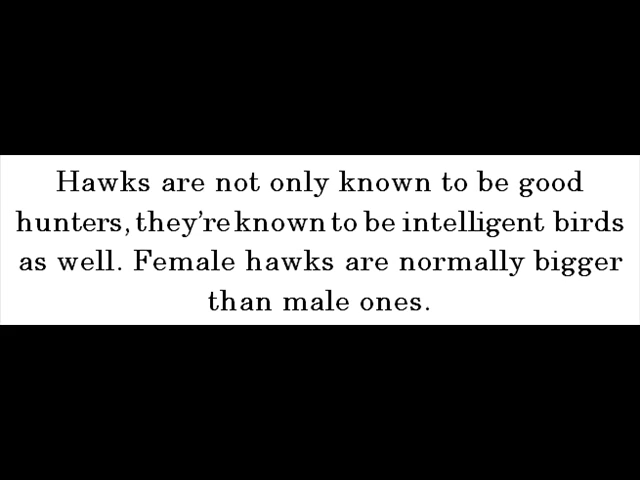 Hawks are not only known to be good
hunters, they're known to be intelligent birds
as well. Female hawks are normally bigger
than male ones.